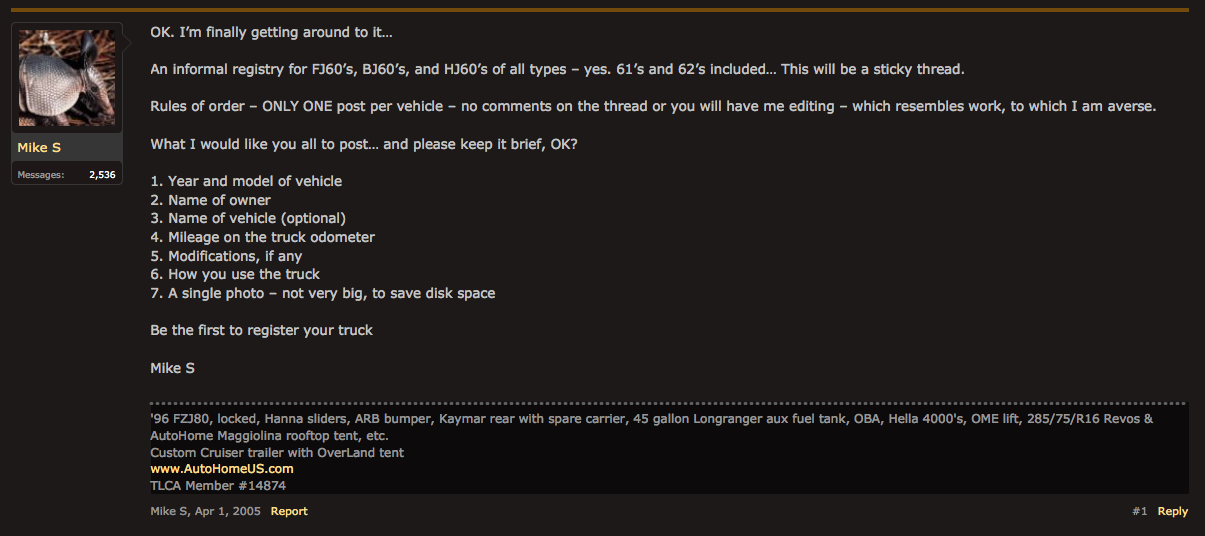 OK. I’m finally getting around to it...
An informal registry for FJ60’s, BJ60’s, and HJ60’s of all types – yes. 61’s and 62’s included... This will be a sticky thread.
Rules of order – ONLY ONE post per vehicle – no comments on the thread or you will have me editing – which resembles work, to which I am averse.
What I would like you all to post... and please keep it brief, OK?
Mike S
Messages: 2,536
1. Year and model of vehicle
2. Name of owner
3. Name of vehicle (optional)
4. Mileage on the truck odometer
5. Modifications, if any
6. How you use the truck
7. A single photo – not very big, to save disk space
Be the first to register your truck
Mike S
'96 FZJ80, locked, Hanna sliders, ARB bumper, Kaymar rear with spare carrier, 45 gallon Longranger aux fuel tank, OBA, Hella 4000's, OME lift, 285/75/R16 Revos &
AutoHome Maggiolina rooftop tent, etc.
Custom Cruiser trailer with OverLand tent
www.AutoHomeUS.com
TLCA Member #14874
Mike S, Apr 1, 2005 Report #1 Reply